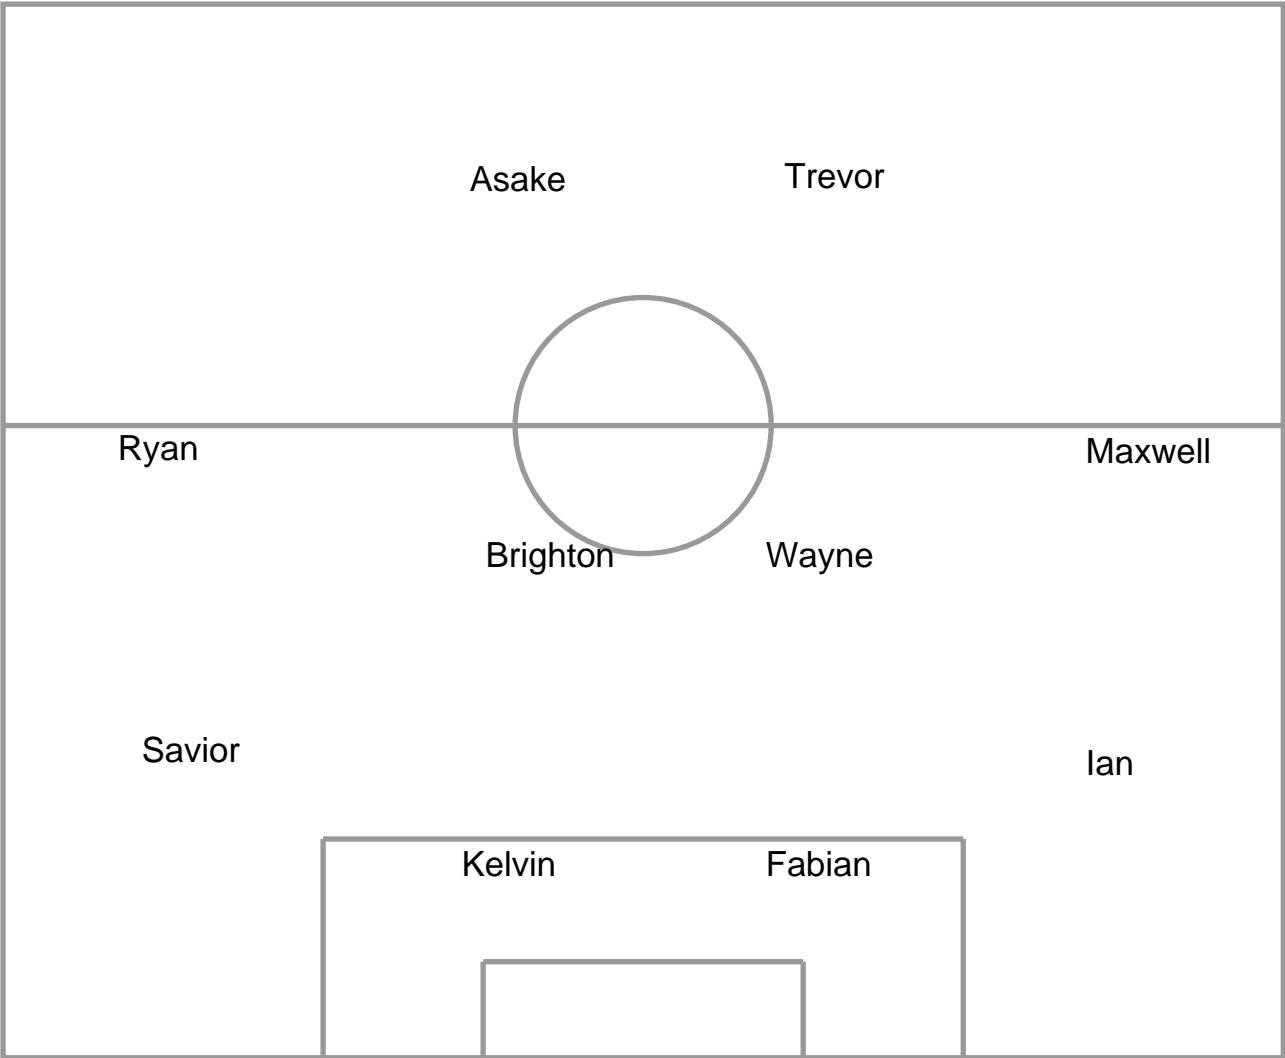 Asake
Trevor
Ryan
Maxwell
Brighton
Wayne
Savior
Ian
Kelvin
Fabian